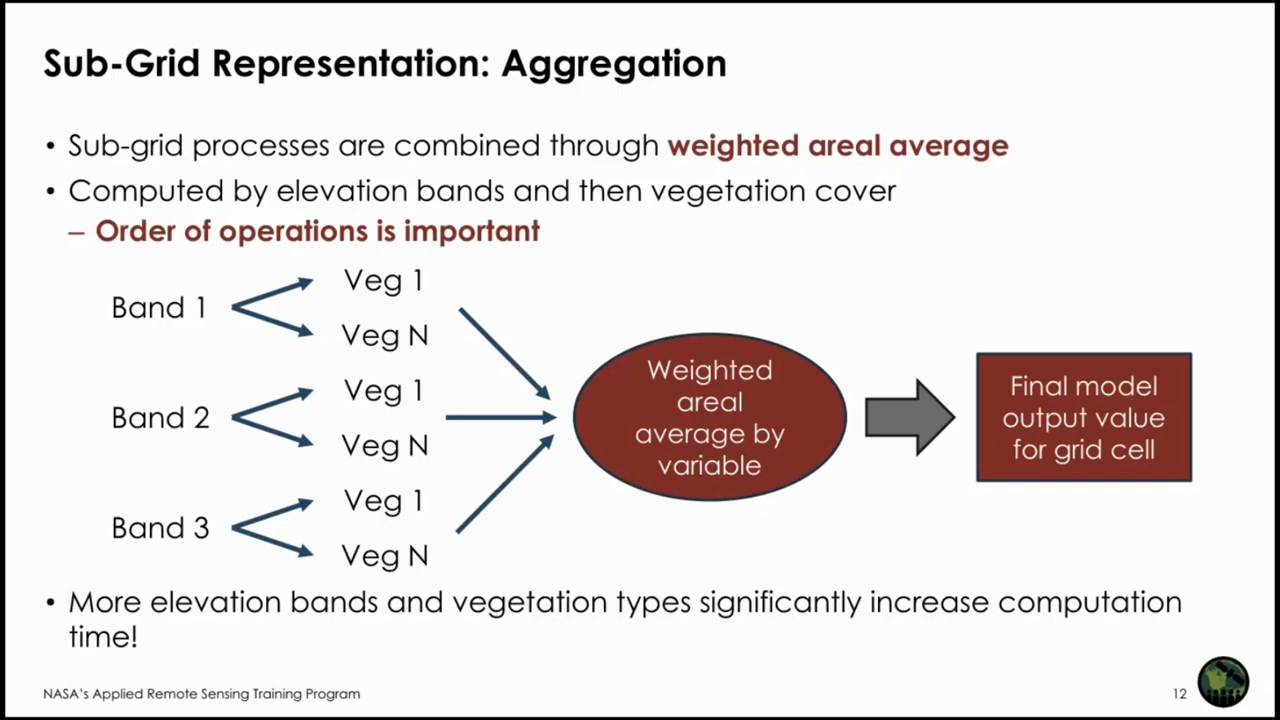 Sub-Grid Representation: Aggregation
• Sub-grid processes are combined through weighted areal average
• Computed by elevation bands and then vegetation cover
– Order of operations is important
Band 1
Veg 1
Veg N
Band 2
Veg 1
Veg N
Band 3
Veg 1
Veg N
Weighted
areal
average by
variable
Final model
output value
for grid cell
• More elevation bands and vegetation types significantly increase computation
time!
NASA's Applied Remote Sensing Training Program
12